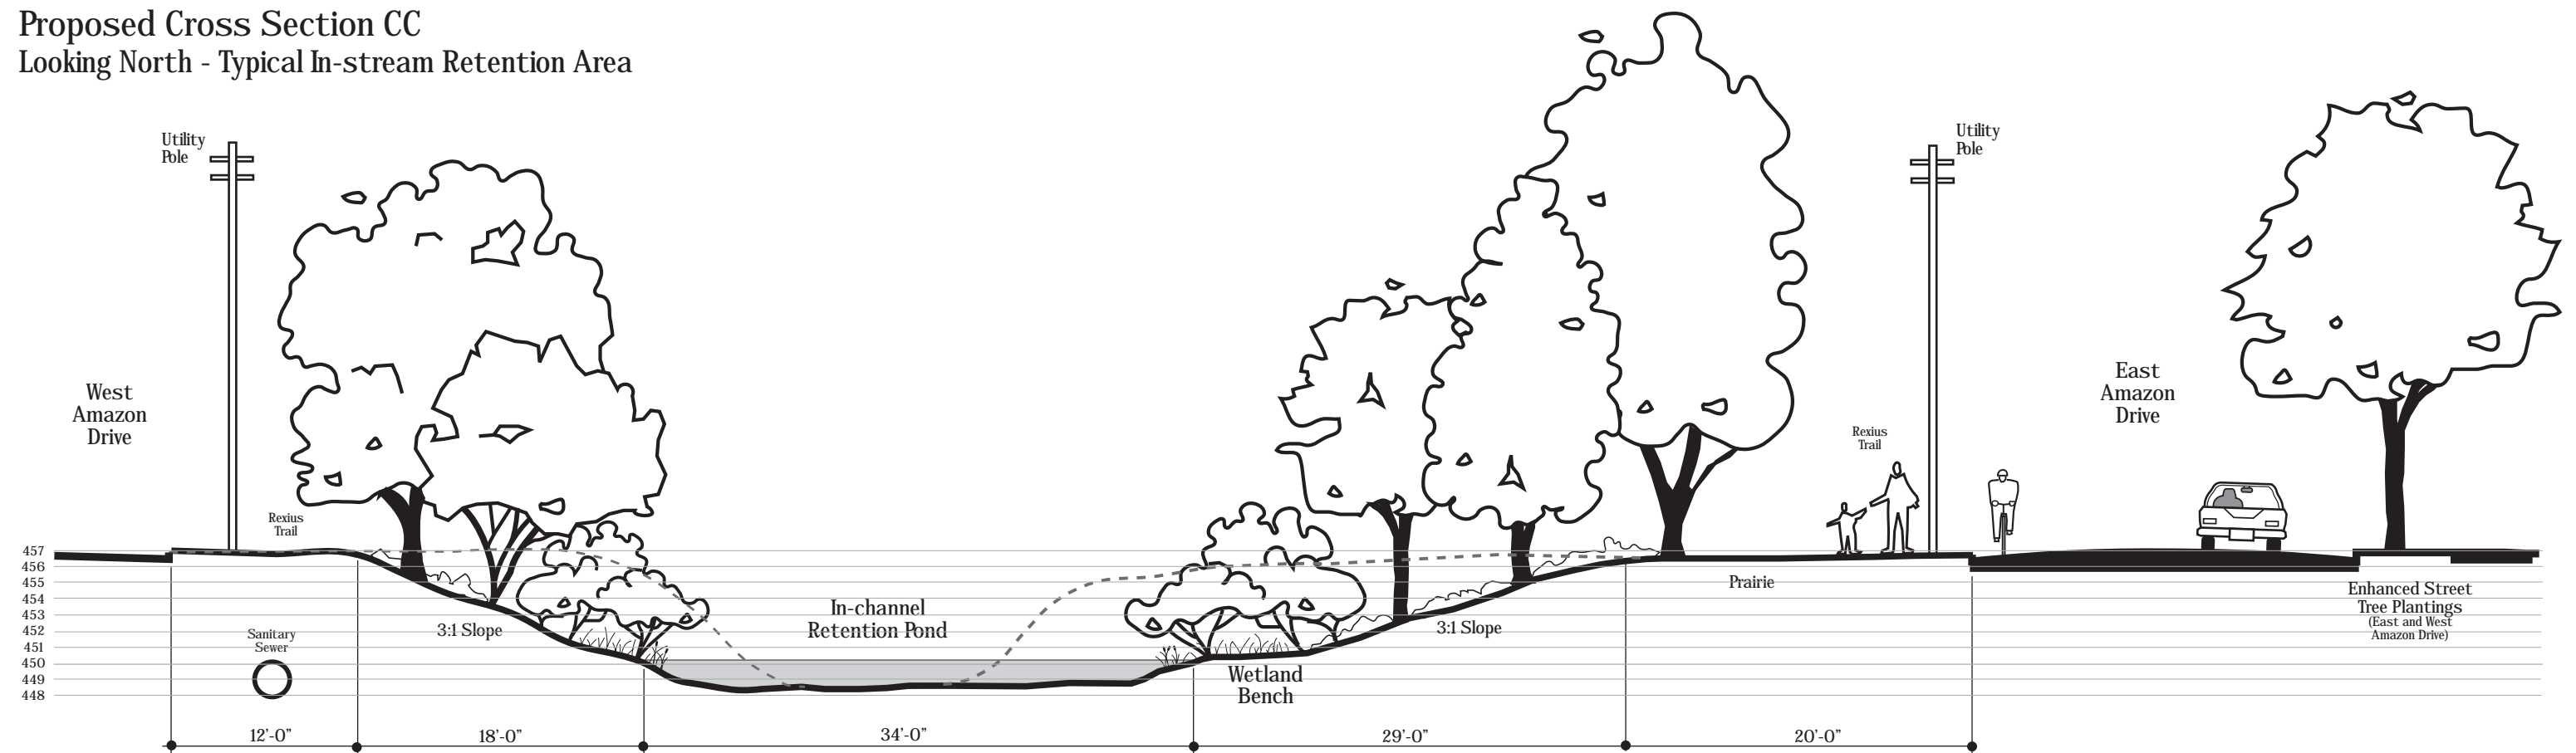 Proposed Cross Section CC
Looking North - Typical In-stream Retention Area
Utility
Pole
Utility
Pole
West
Amazon
Drive
East
Amazon
Drive
Rexius
Trail
Rexius
Trail
457
456
455
454
453
452
451
450
449
448
Sanitary
Sewer
3:1 Slope
In-channel
Retention Pond
Wetland
Bench
3:1 Slope
Prairie
Enhanced Street
Tree Plantings
(East and West
Amazon Drive)
12’-0”
18’-0”
34’-0”
29’-0”
20’-0”